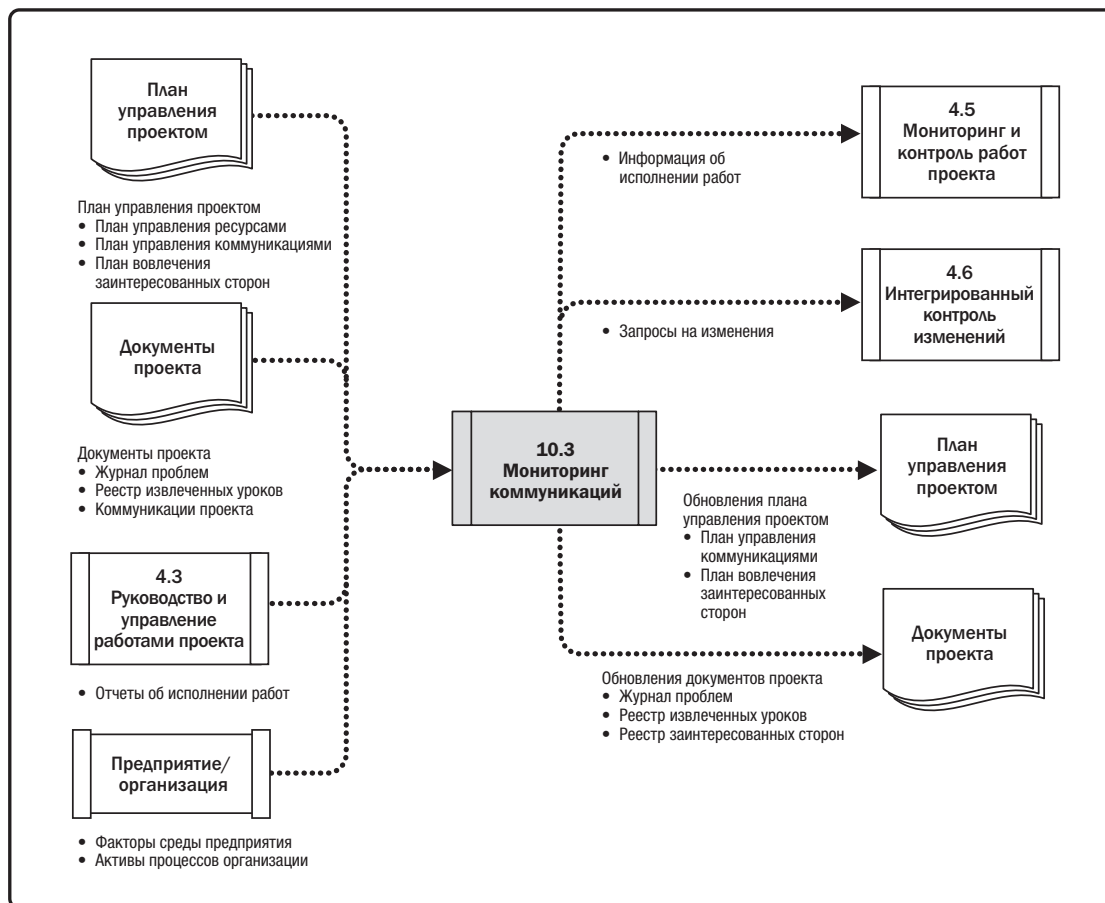 План
управления
проектом
План управления проектом
• План управления ресурсами
• План управления коммуникациями
• План вовлечения
заинтересованных сторон
Документы
проекта
Документы проекта
• Журнал проблем
• Реестр извлеченных уроков
• Коммуникации проекта
4.3
Руководство и
управление
работами проекта
• Отчеты об исполнении работ
Предприятие/
организация
• Факторы среды предприятия
• Активы процессов организации
10.3
Мониторинг
коммуникаций
• Информация об
исполнении работ
4.5
Мониторинг и
контроль работ
проекта
• Запросы на изменения
4.6
Интегрированный
контроль
изменений
Обновления плана
управления проектом
• План управления
коммуникациями
• План вовлечения
заинтересованных
сторон
План
управления
проектом
Обновления документов проекта
• Журнал проблем
• Реестр извлеченных уроков
• Реестр заинтересованных сторон
Документы
проекта